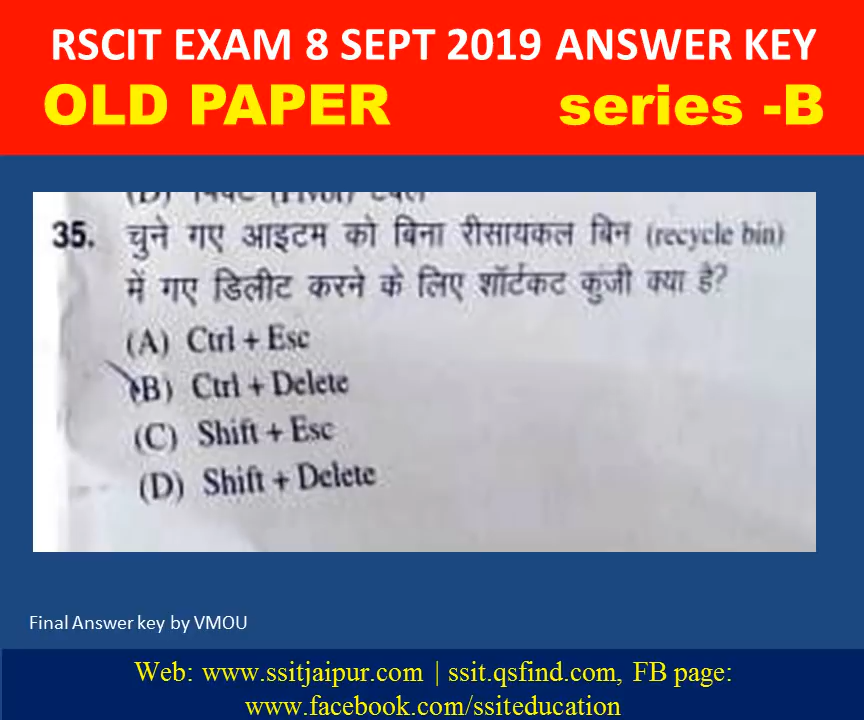 RSCIT EXAM 8 SEPT 2019 ANSWER KEY
OLD PAPER series -B
35. चुने गए आइटम को बिना रीसायकल बिन (recycle bin)
में गए डिलीट करने के लिए शॉर्टकट कुंजी क्या है?
(A) Ctrl + Esc
(B) Ctrl + Delete
(C) Shift + Esc
(D) Shift + Delete
Final Answer key by VMOU
Web: www.ssitjaipur.com | ssit.qsfind.com, FB page:
www.facebook.com/ssiteducation